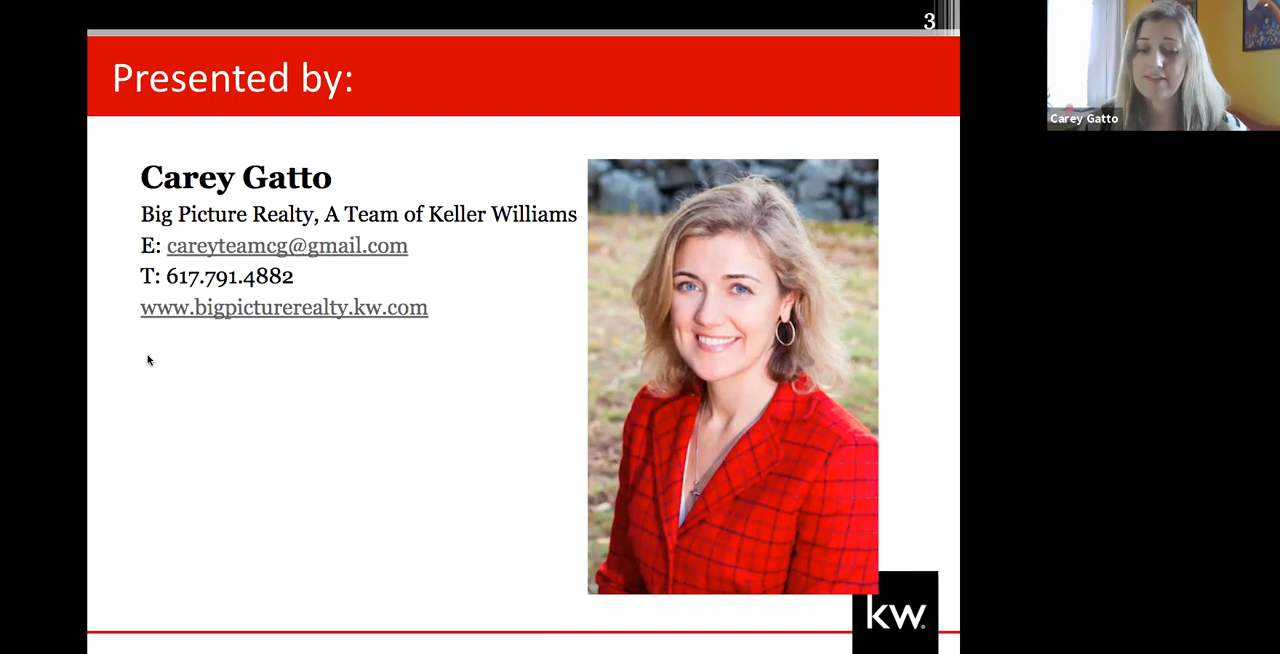 3
Presented by:
Carey Gatto
Big Picture Realty, A Team of Keller Williams
E: careyteamcg@gmail.com
T: 617.791.4882
www.bigpicturerealty.kw.com
kw.
Carey Gatto